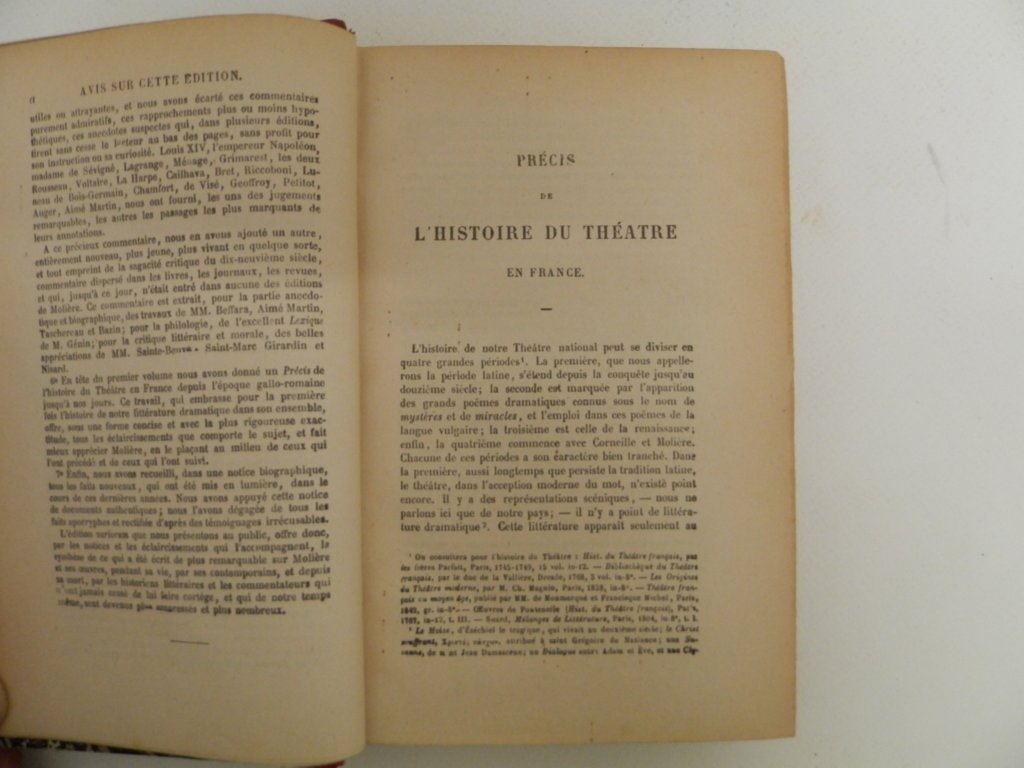 6
AVIS SUR CETTE ÉDITION.
utiles ou attrayantes, et nous avons écarté ces commentaires
purement admiratifs, ces rapprochements plus ou moins hypo-
thétiques, ces anecdotes suspectes qui, dans plusieurs éditions,
tirent sans cesse le lecteur au bas des pages, sans profit pour
son instruction ou sa curiosité. Louis XIV, l'empereur Napoléon,
madame de Sévigné, Lagrange, Ménage, Grimarest, les deux
Rousseau, Voltaire, La Harpe, Cailhava, Bret, Riccoboni, Lu-
neau de Bois-Germain, Chamfort, de Visé, Geoffroy, Petitot,
Auger, Aimé Martin, nous ont fourni, les uns des jugements
remarquables, les autres les passages les plus marquants de
leurs annotations.
A ce précieux commentaire, nous en avons ajouté un autre,
entièrement nouveau, plus jeune, plus vivant en quelque sorte,
et tout empreint de la sagacité critique du dix-neuvième siècle,
commentaire dispersé dans les livres, les journaux, les revues,
et qui, jusqu'à ce jour, n'était entré dans aucune des éditions
de Molière. Ce commentaire est extrait, pour la partie anecdo-
tique et biographique, des travaux de MM. Beffara, Aimé Martin,
Taschereau et Bazin; pour la philologie, de l'excellent Lexique
de M. Génin; pour la critique littéraire et morale, des belles
appréciations de MM. Sainte-Beuve, Saint-Marc Girardin et
Nisard.
6º En tête du premier volume nous avons donné un Précis de
l'histoire du Théâtre en France depuis l'époque gallo-romaine
jusqu'à nos jours. Ce travail, qui embrasse pour la première
fois l'histoire de notre littérature dramatique dans son ensemble,
offre, sous une forme concise et avec la plus rigoureuse exac-
titude, tous les éclaircissements que comporte le sujet, et fait
mieux apprécier Molière, en le plaçant au milieu de ceux qui
l'ont précédé et de ceux qui l'ont suivi.
7º Enfin, nous avons recueilli, dans une notice biographique,
tous les faits nouveaux, qui ont été mis en lumière, dans le
cours de ces dernières années. Nous avons appuyé cette notice
de documents authentiques; nous l'avons dégagée de tous les
faits apocryphes et rectifiée d'après des témoignages irrécusables.
L'édition variorum que nous présentons au public, offre donc,
par les notices et les éclaircissements qui l'accompagnent, la
synthèse de ce qui a été écrit de plus remarquable sur Molière
et ses œuvres, pendant sa vie, par ses contemporains, et depuis
sa mort, par les historiens littéraires et les commentateurs qui
n'ont jamais cessé de lui faire cortége, et qui de notre temps
même, sont devenus plus empressés et plus nombreux.
PRÉCIS
DE
L'HISTOIRE DU THÉATRE
EN FRANCE.
L'histoire de notre Théâtre national peut se diviser en
quatre grandes périodes¹. La première, que nous appelle-
rons la période latine, s'étend depuis la conquête jusqu'au
douzième siècle; la seconde est marquée par l'apparition
des grands poëmes dramatiques connus sous le nom de
mystères et de miracles, et l'emploi dans ces poëmes de la
langue vulgaire; la troisième est celle de la renaissance;
enfin, la quatrième commence avec Corneille et Molière.
Chacune de ces périodes a son caractère bien tranché. Dans
la première, aussi longtemps que persiste la tradition latine,
le théâtre, dans l'acception moderne du mot, n'existe point
encore. Il y a des représentations scéniques, — nous ne
parlons ici que de notre pays; — il n'y a point de littéra-
ture dramatique². Cette littérature apparaît seulement au
¹ On consultera pour l'histoire du Théâtre : Hist. du Théâtre français, par
les frères Parfait, Paris, 1745-1749, 15 vol. in-12. — Bibliothèque du Théâtre
français, par le duc de la Vallière, Dresde, 1768, 3 vol. in-8º. — Les Origines
du Théâtre moderne, par M. Ch. Magnin, Paris, 1838, in-8º. — Théâtre fran-
çais au moyen âge, publié par MM. de Monmerqué et Francisque Michel, Paris,
1842, gr. in-8º. — Œuvres de Fontenelle (Hist. du Théâtre français), Paris,
1767, in-12, t. III. — Suard, Mélanges de Littérature, Paris, 1804, in-8º, t. I.
² Le Moïse, d'Ezéchiel le tragique, qui vivait au deuxième siècle; le Christ
souffrant, attribué à saint Grégoire de Nazianze; une Su-
zanne, de saint Jean Damascène; un Dialogue entre Adam et Ève, et une Cly-